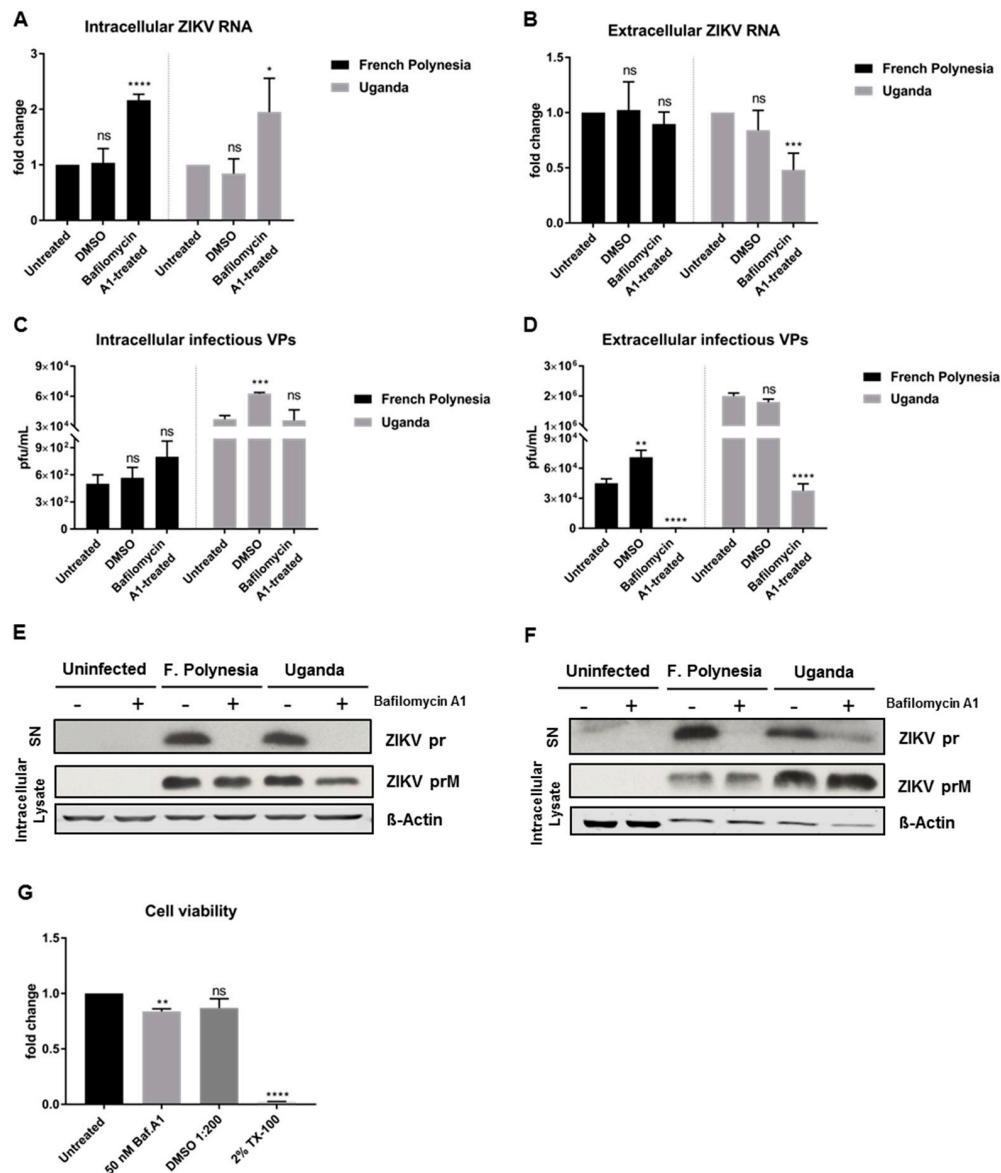 A
Intracellular ZIKV RNA
fold change
3
2
1
0
****
ns
*
ns
Untreated
DMSO
Bafilomycin
A1-treated
Untreated
DMSO
Bafilomycin
A1-treated
French Polynesia
Uganda
B
Extracellular ZIKV RNA
fold change
1.5
1.0
0.5
0.0
ns
ns
ns
***
Untreated
DMSO
Bafilomycin
A1-treated
Untreated
DMSO
Bafilomycin
A1-treated
French Polynesia
Uganda
C
Intracellular infectious VPs
pfu/mL
9×10⁴
6×10⁴
3×10⁴
9×10²
6×10²
3×10²
0
ns
ns
***
ns
Untreated
DMSO
Bafilomycin
A1-treated
Untreated
DMSO
Bafilomycin
A1-treated
French Polynesia
Uganda
D
Extracellular infectious VPs
pfu/mL
3×10⁶
2×10⁶
1×10⁶
9×10⁴
6×10⁴
3×10⁴
0
**
****
ns
****
Untreated
DMSO
Bafilomycin
A1-treated
Untreated
DMSO
Bafilomycin
A1-treated
French Polynesia
Uganda
E
Uninfected F. Polynesia Uganda
- + - + - + Bafilomycin A1
SN
ZIKV pr
Intracellular
Lysate
ZIKV prM
ß-Actin
F
Uninfected F. Polynesia Uganda
- + - + - + Bafilomycin A1
SN
ZIKV pr
Intracellular
Lysate
ZIKV prM
ß-Actin
G
Cell viability
fold change
1.5
1.0
0.5
0.0
**
ns
****
Untreated
50 nM Baf.A1
DMSO 1:200
2% TX-100